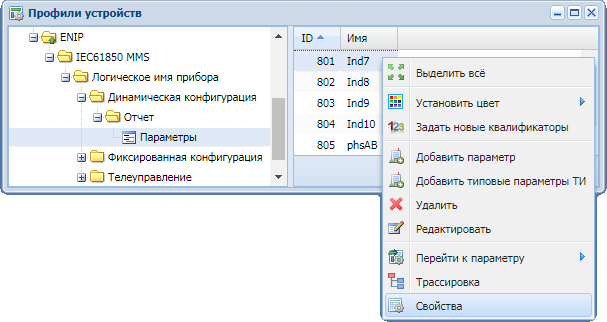 Профили устройств
ENIP
IEC61850 MMS
Логическое имя прибора
Динамическая конфигурация
Отчет
Параметры
Фиксированная конфигурация
Телеуправление
ID Имя
801 Ind7
802 Ind8
803 Ind9
804 Ind10
805 phsAB
Выделить всё
Установить цвет
123 Задать новые квалификаторы
Добавить параметр
Добавить типовые параметры ТИ
Удалить
Редактировать
Перейти к параметру
Трассировка
Свойства